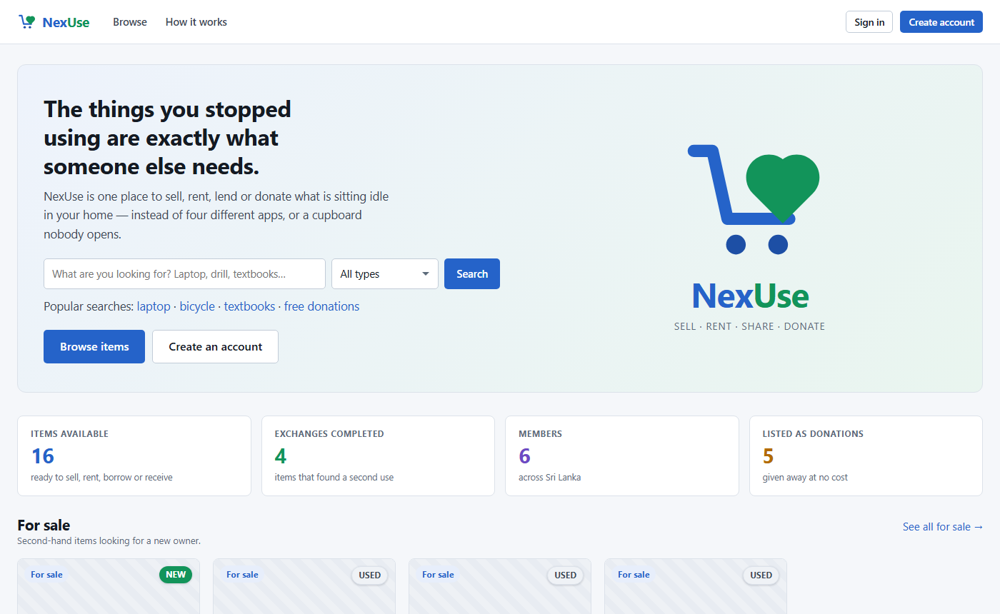 NexUse
Browse
How it works
Sign in
Create account
The things you stopped
using are exactly what
someone else needs.
NexUse is one place to sell, rent, lend or donate what is sitting idle
in your home — instead of four different apps, or a cupboard
nobody opens.
What are you looking for? Laptop, drill, textbooks...
All types
Search
Popular searches: laptop · bicycle · textbooks · free donations
Browse items
Create an account
NexUse
SELL · RENT · SHARE · DONATE
ITEMS AVAILABLE
16
ready to sell, rent, borrow or receive
EXCHANGES COMPLETED
4
items that found a second use
MEMBERS
6
across Sri Lanka
LISTED AS DONATIONS
5
given away at no cost
For sale
See all for sale →
Second-hand items looking for a new owner.
For sale
NEW
For sale
USED
For sale
USED
For sale
USED